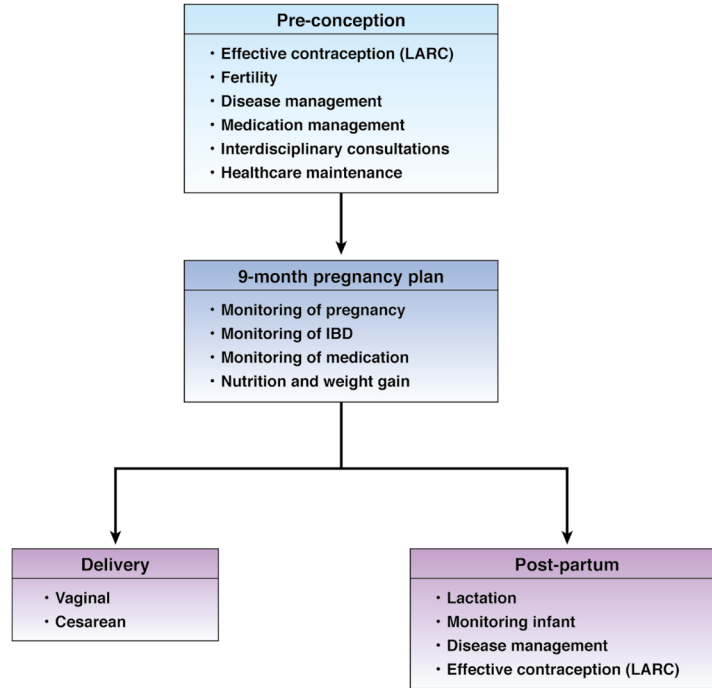 Pre-conception
· Effective contraception (LARC)
· Fertility
· Disease management
· Medication management
· Interdisciplinary consultations
· Healthcare maintenance
9-month pregnancy plan
· Monitoring of pregnancy
· Monitoring of IBD
· Monitoring of medication
· Nutrition and weight gain
Delivery
· Vaginal
· Cesarean
Post-partum
· Lactation
· Monitoring infant
· Disease management
· Effective contraception (LARC)